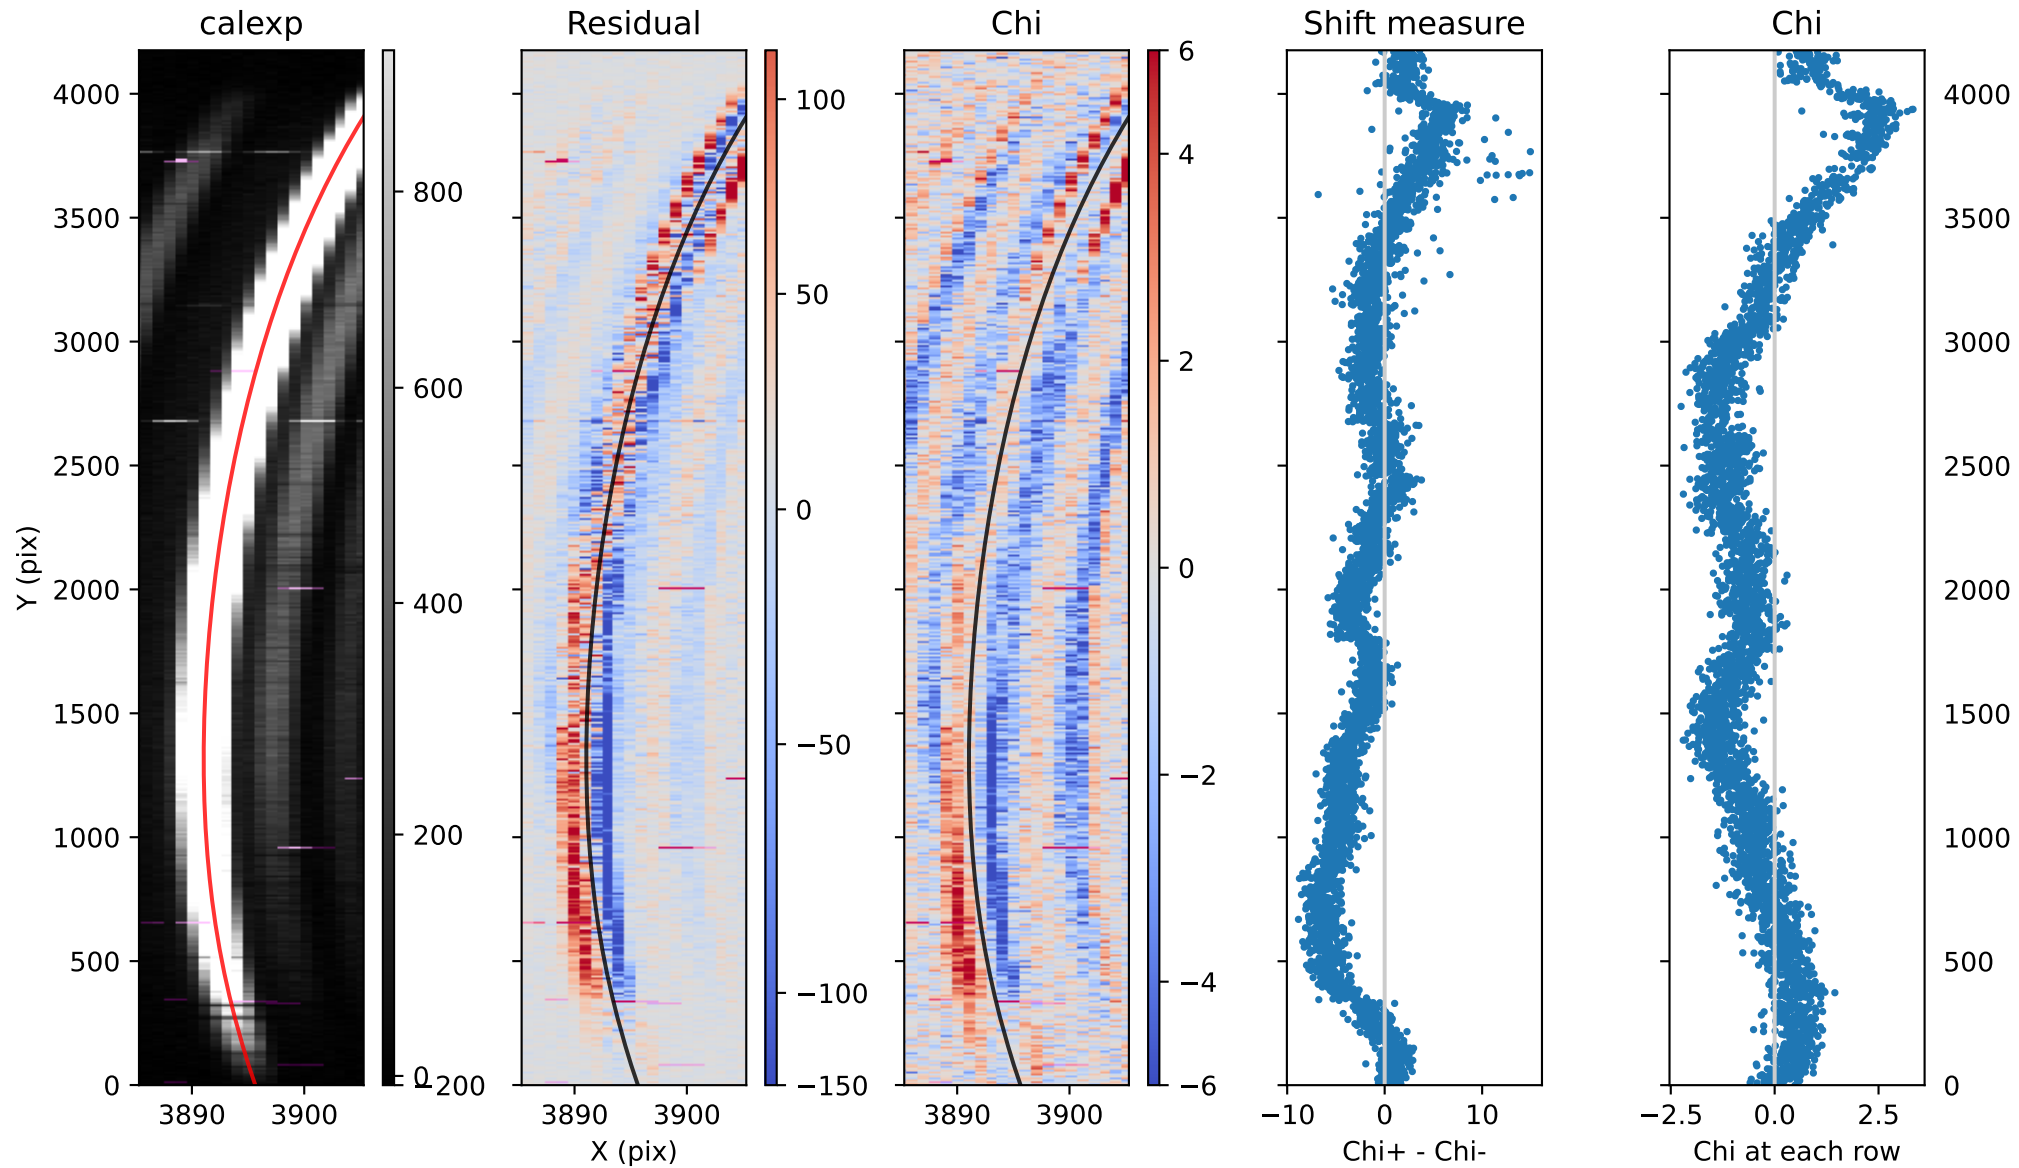 calexp Residual Chi Shift measure Chi
4000 3500 3000 2500 2000 1500 1000 500 0
Y (pix)
3890 3900
800 600 400 200 0 −200
3890 3900
X (pix)
100 50 0 −50 −100 −150
3890 3900
6 4 2 0 −2 −4 −6
−10 0 10
Chi+ - Chi-
−2.5 0.0 2.5
Chi at each row
4000 3500 3000 2500 2000 1500 1000 500 0